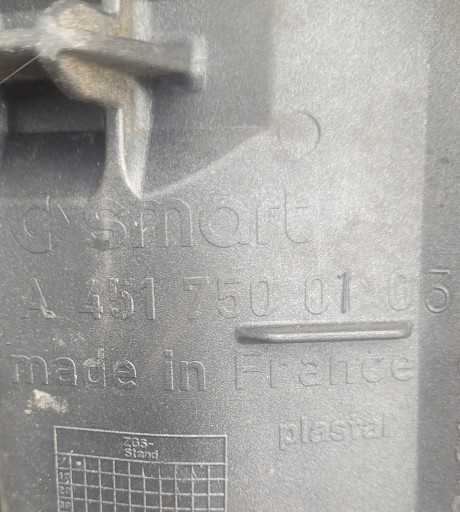 smart
A 451 750 01 03
made in France
plastal
ZGS-
Stand